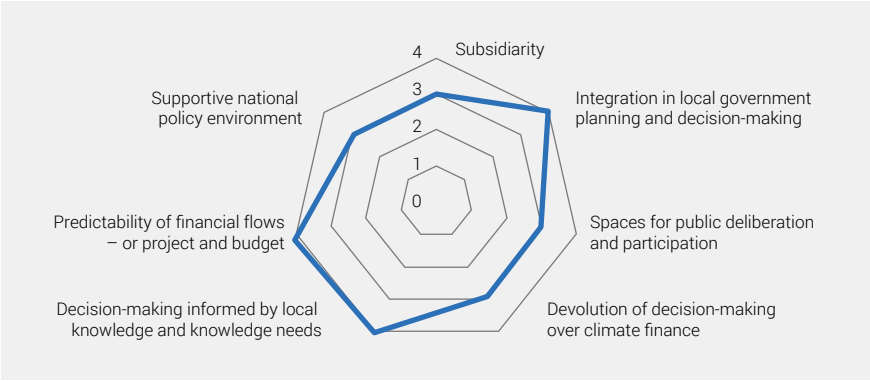 4
Subsidiarity
3
2
1
0
Integration in local government
planning and decision-making
Spaces for public deliberation
and participation
Devolution of decision-making
over climate finance
Decision-making informed by local
knowledge and knowledge needs
Predictability of financial flows
– or project and budget
Supportive national
policy environment